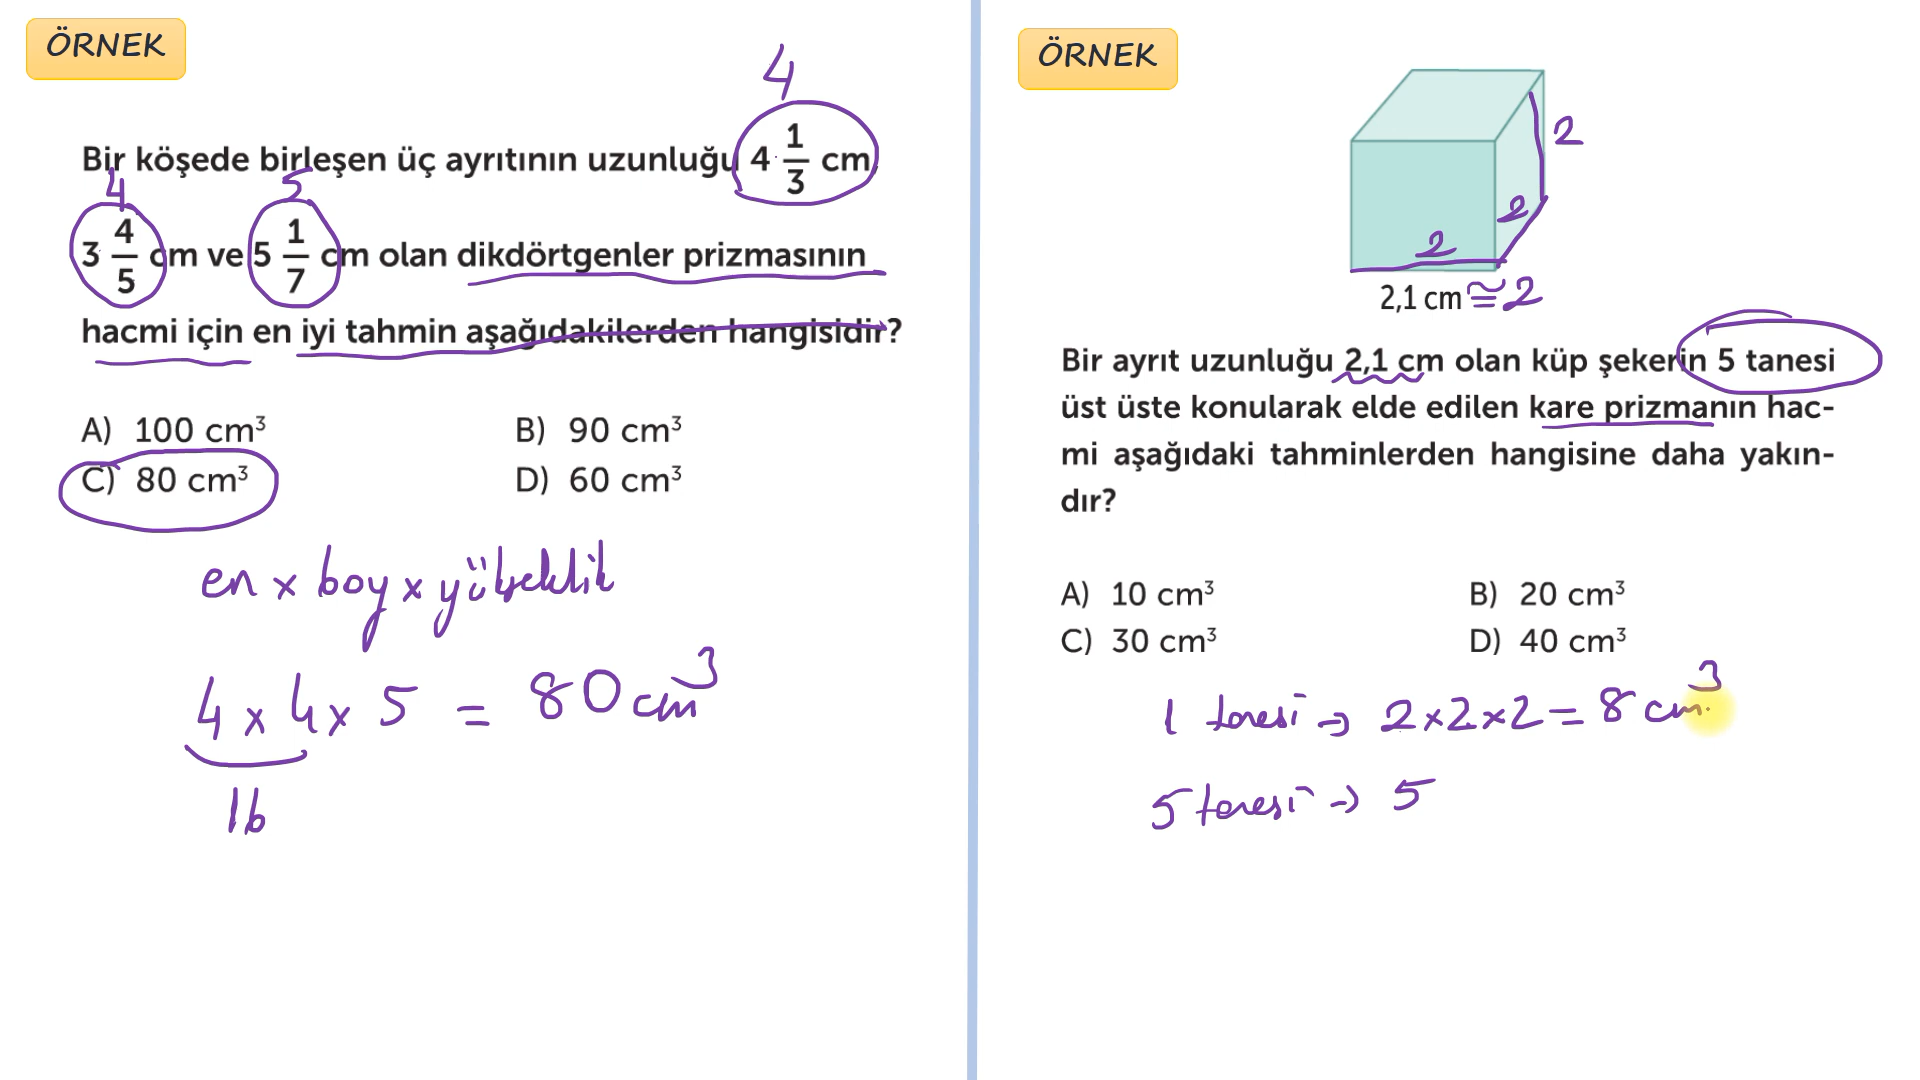 ÖRNEK
4
Bir köşede birleşen üç ayrıtının uzunluğu 4 1/3 cm,
4 5
3 4/5 cm ve 5 1/7 cm olan dikdörtgenler prizmasının
hacmi için en iyi tahmin aşağıdakilerden hangisidir?
A) 100 cm³ B) 90 cm³
C) 80 cm³ D) 60 cm³
en x boy x yükseklik
4 x 4 x 5 = 80 cm³
16
ÖRNEK
2
2
2
2,1 cm ≅ 2
Bir ayrıt uzunluğu 2,1 cm olan küp şekerin 5 tanesi
üst üste konularak elde edilen kare prizmanın hac-
mi aşağıdaki tahminlerden hangisine daha yakın-
dır?
A) 10 cm³ B) 20 cm³
C) 30 cm³ D) 40 cm³
1 tanesi → 2x2x2 = 8 cm³
5 tanesi → 5